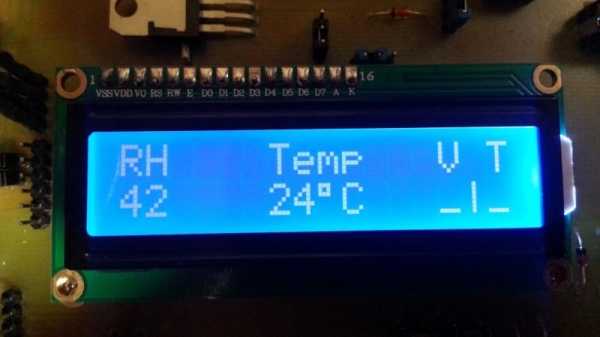 1 16
VSS VDD VO RS RW E D0 D1 D2 D3 D4 D5 D6 D7 A K
RH Temp V T
42 24°C _|_